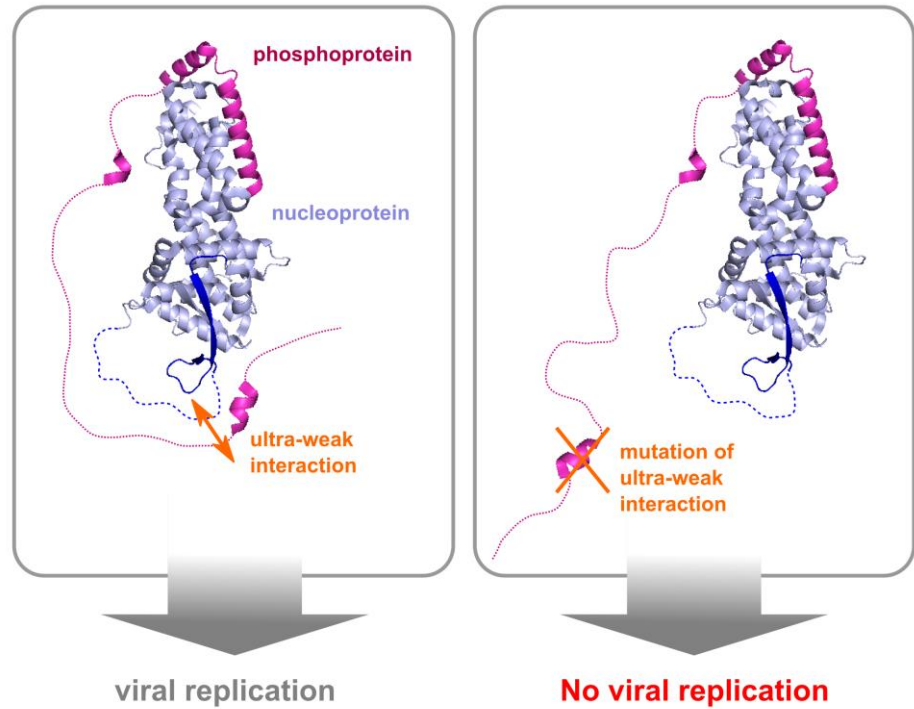 phosphoprotein
nucleoprotein
ultra-weak
interaction
mutation of
ultra-weak
interaction
viral replication
No viral replication